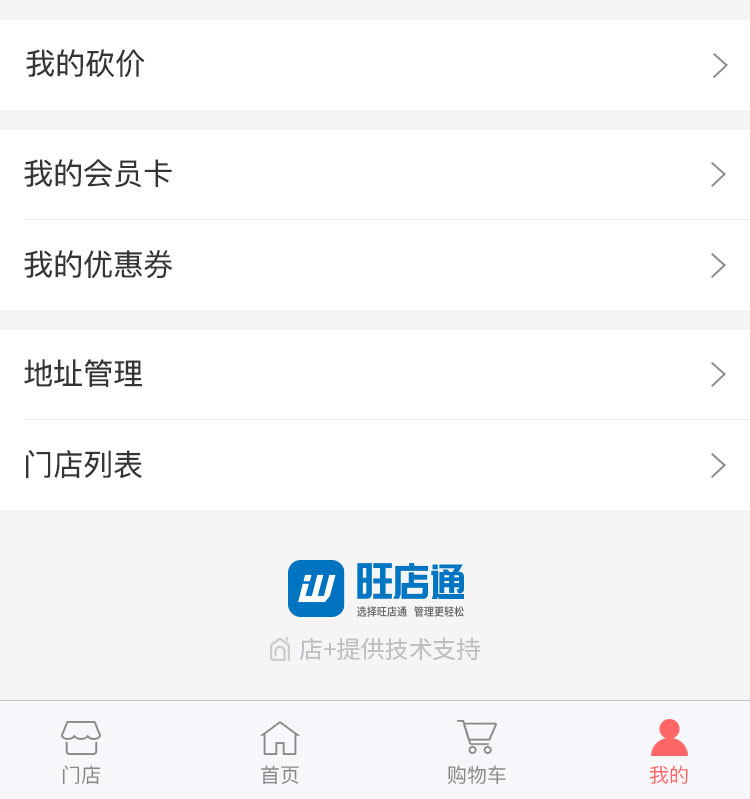 我的砍价
我的会员卡
我的优惠券
地址管理
门店列表
旺店通
选择旺店通 管理更轻松
店+提供技术支持
门店 首页 购物车 我的